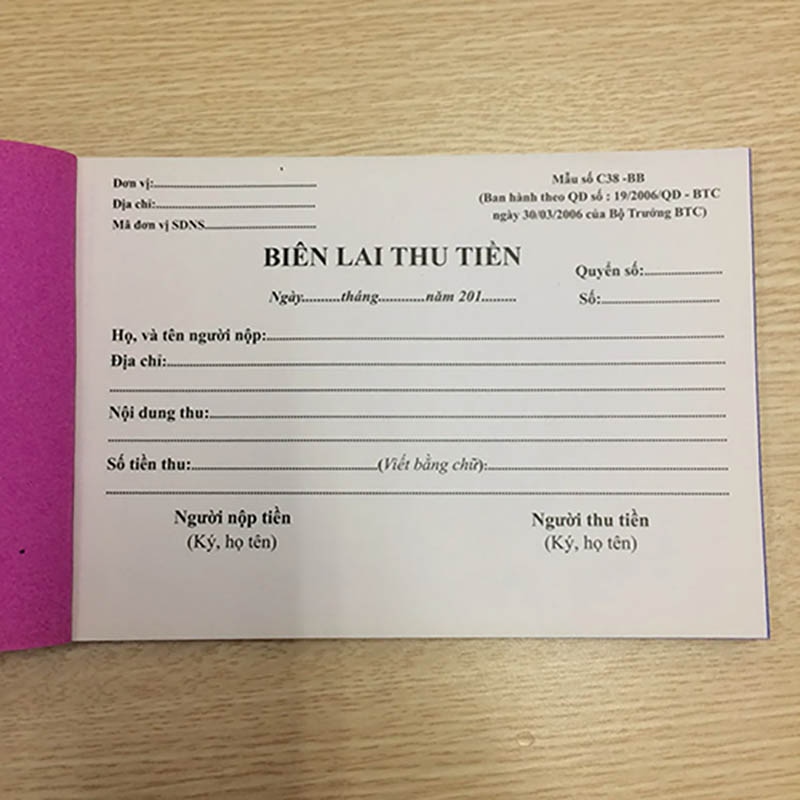 Đơn vị:...............................
Địa chỉ:...............................
Mã đơn vị SDNS...............................
Mẫu số C38 -BB
(Ban hành theo QĐ số : 19/2006/QĐ - BTC
ngày 30/03/2006 của Bộ Trưởng BTC)
BIÊN LAI THU TIỀN
Ngày..........tháng............năm 201.........
Quyển số:....................
Số:...............................
Họ, và tên người nộp:...............................
Địa chỉ:...............................
Nội dung thu:...............................
Số tiền thu:...............................(Viết bằng chữ):...............................
Người nộp tiền
(Ký, họ tên)
Người thu tiền
(Ký, họ tên)